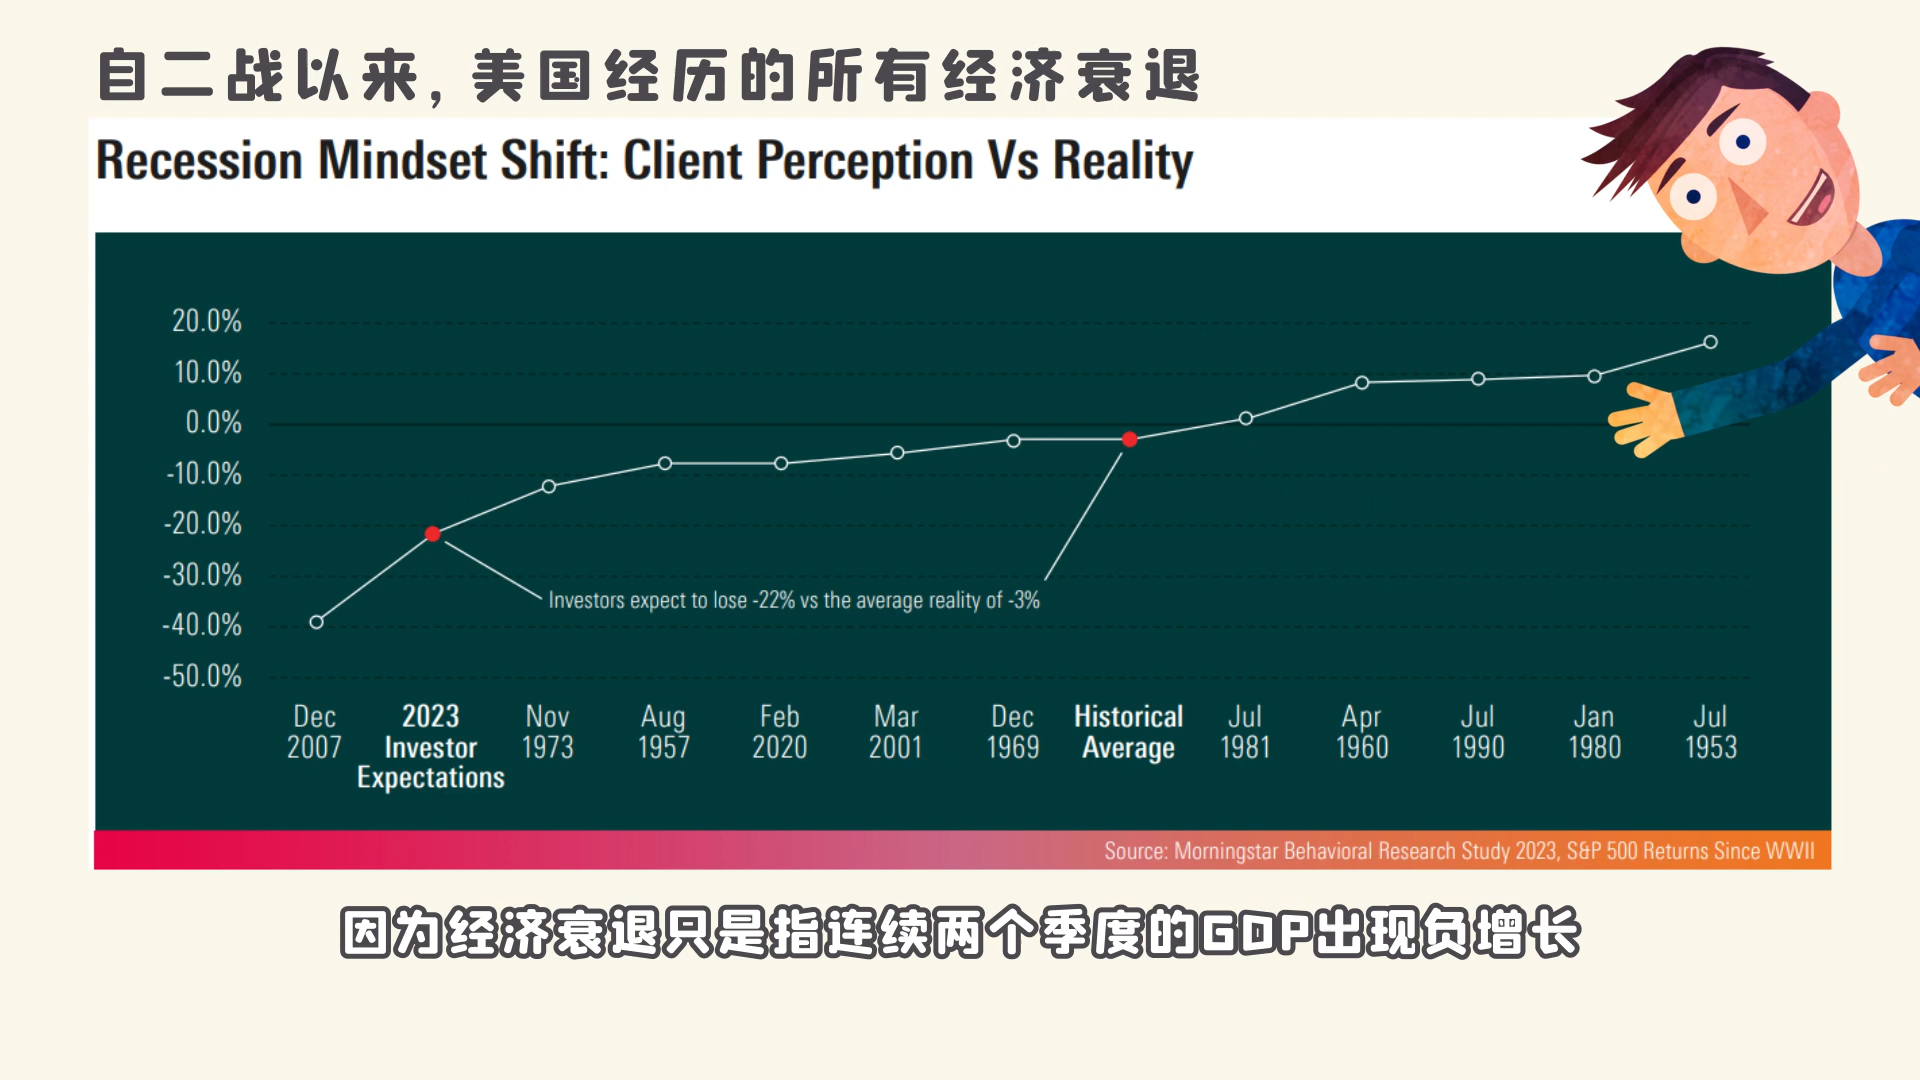 自二战以来, 美国经历的所有经济衰退
Recession Mindset Shift: Client Perception Vs Reality
20.0%
10.0%
0.0%
-10.0%
-20.0%
-30.0%
-40.0%
-50.0%
Investors expect to lose -22% vs the average reality of -3%
Dec 2007
2023 Investor Expectations
Nov 1973
Aug 1957
Feb 2020
Mar 2001
Dec 1969
Historical Average
Jul 1981
Apr 1960
Jul 1990
Jan 1980
Jul 1953
Source: Morningstar Behavioral Research Study 2023, S&P 500 Returns Since WWII
因为经济衰退只是指连续两个季度的GDP出现负增长